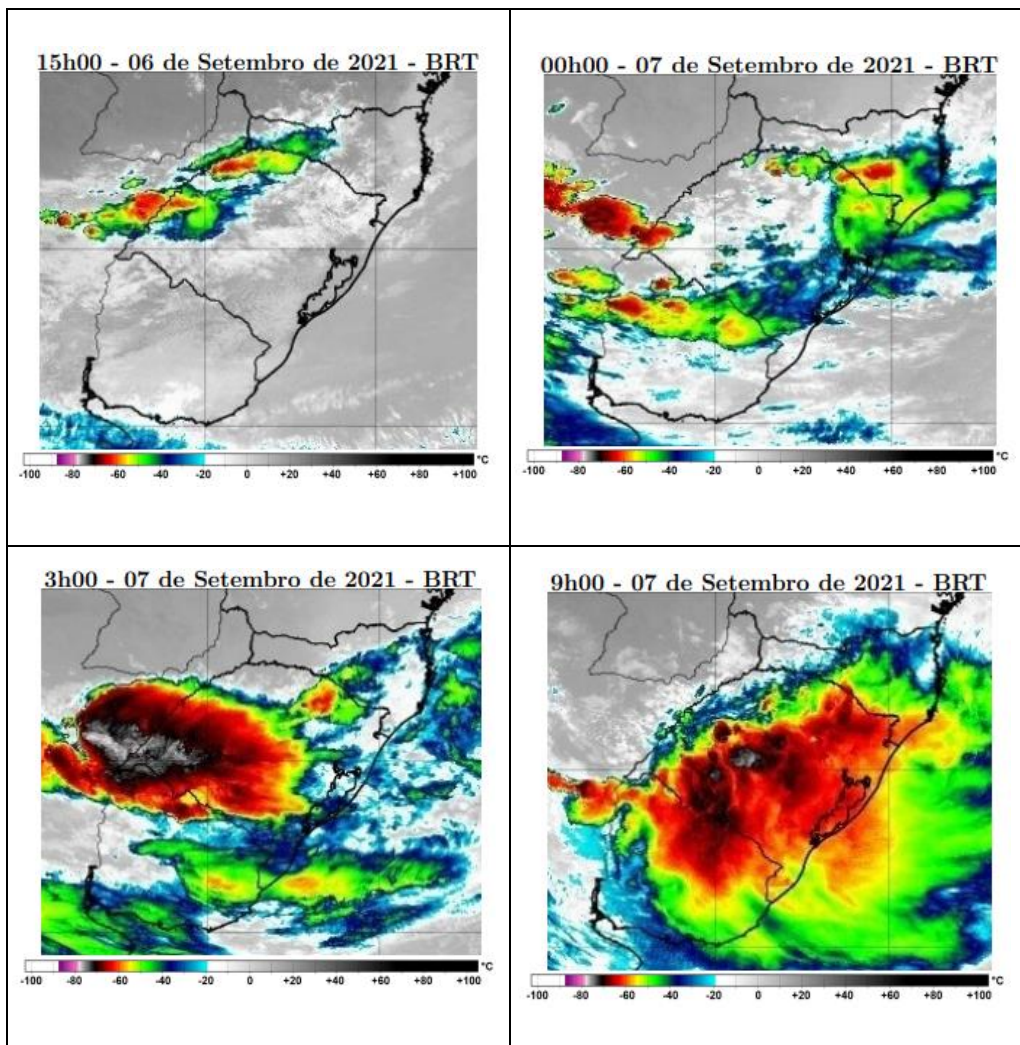 15h00 - 06 de Setembro de 2021 - BRT
-100 -80 -60 -40 -20 0 +20 +40 +60 +80 +100 °C
00h00 - 07 de Setembro de 2021 - BRT
-100 -80 -60 -40 -20 0 +20 +40 +60 +80 +100 °C
3h00 - 07 de Setembro de 2021 - BRT
-100 -80 -60 -40 -20 0 +20 +40 +60 +80 +100 °C
9h00 - 07 de Setembro de 2021 - BRT
-100 -80 -60 -40 -20 0 +20 +40 +60 +80 +100 °C